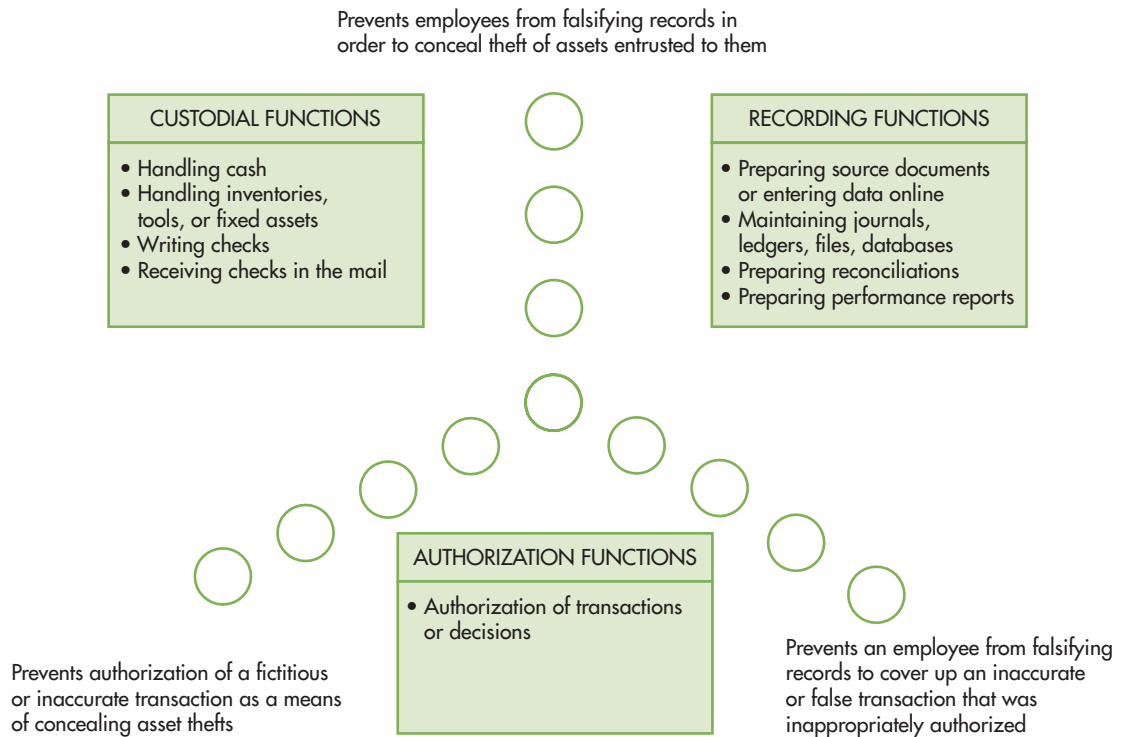 Prevents employees from falsifying records in
order to conceal theft of assets entrusted to them
CUSTODIAL FUNCTIONS
• Handling cash
• Handling inventories,
tools, or fixed assets
• Writing checks
• Receiving checks in the mail
RECORDING FUNCTIONS
• Preparing source documents
or entering data online
• Maintaining journals,
ledgers, files, databases
• Preparing reconciliations
• Preparing performance reports
AUTHORIZATION FUNCTIONS
• Authorization of transactions
or decisions
Prevents authorization of a fictitious
or inaccurate transaction as a means
of concealing asset thefts
Prevents an employee from falsifying
records to cover up an inaccurate
or false transaction that was
inappropriately authorized